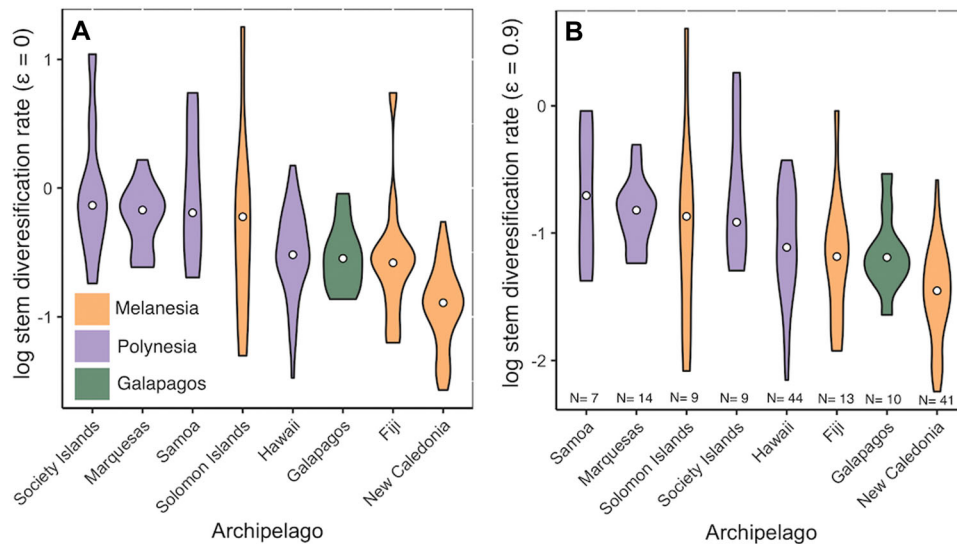 A
log stem diversification rate (ε = 0)
1
0
-1
Melanesia
Polynesia
Galapagos
Society Islands
Marquesas
Samoa
Solomon Islands
Hawaii
Galapagos
Fiji
New Caledonia
Archipelago
B
log stem diversification rate (ε = 0.9)
0
-1
-2
N= 7 N= 14 N= 9 N= 9 N= 44 N= 13 N= 10 N= 41
Samoa
Marquesas
Solomon Islands
Society Islands
Hawaii
Fiji
Galapagos
New Caledonia
Archipelago